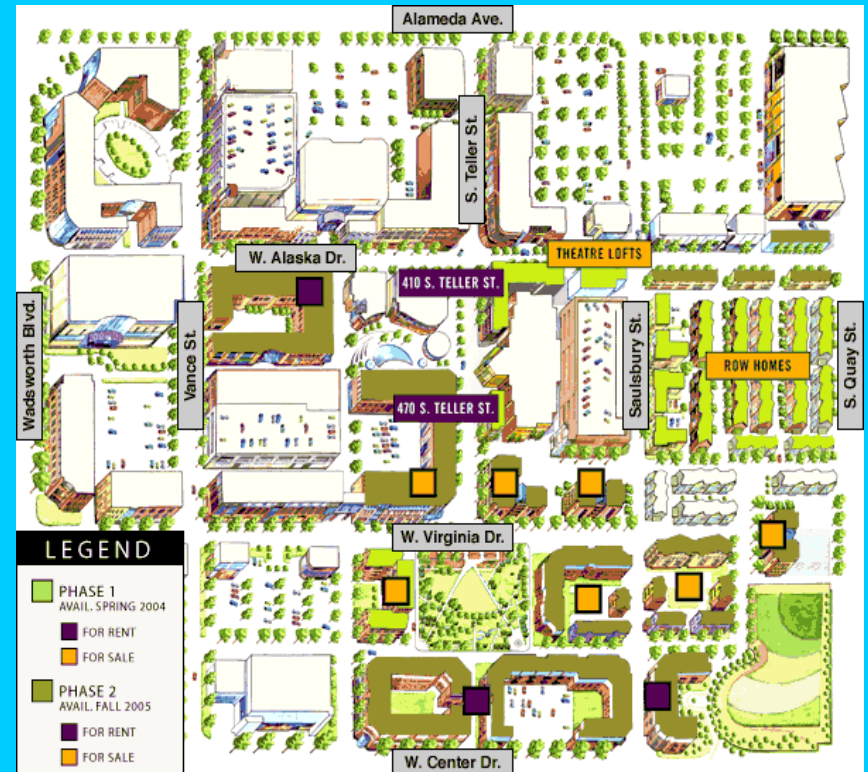 Alameda Ave.
S. Teller St.
THEATRE LOFTS
W. Alaska Dr.
410 S. TELLER ST.
Wadsworth Blvd.
Vance St.
Saulsbury St.
S. Quay St.
ROW HOMES
470 S. TELLER ST.
W. Virginia Dr.
LEGEND
PHASE 1
AVAIL. SPRING 2004
FOR RENT
FOR SALE
PHASE 2
AVAIL. FALL 2005
FOR RENT
FOR SALE
W. Center Dr.